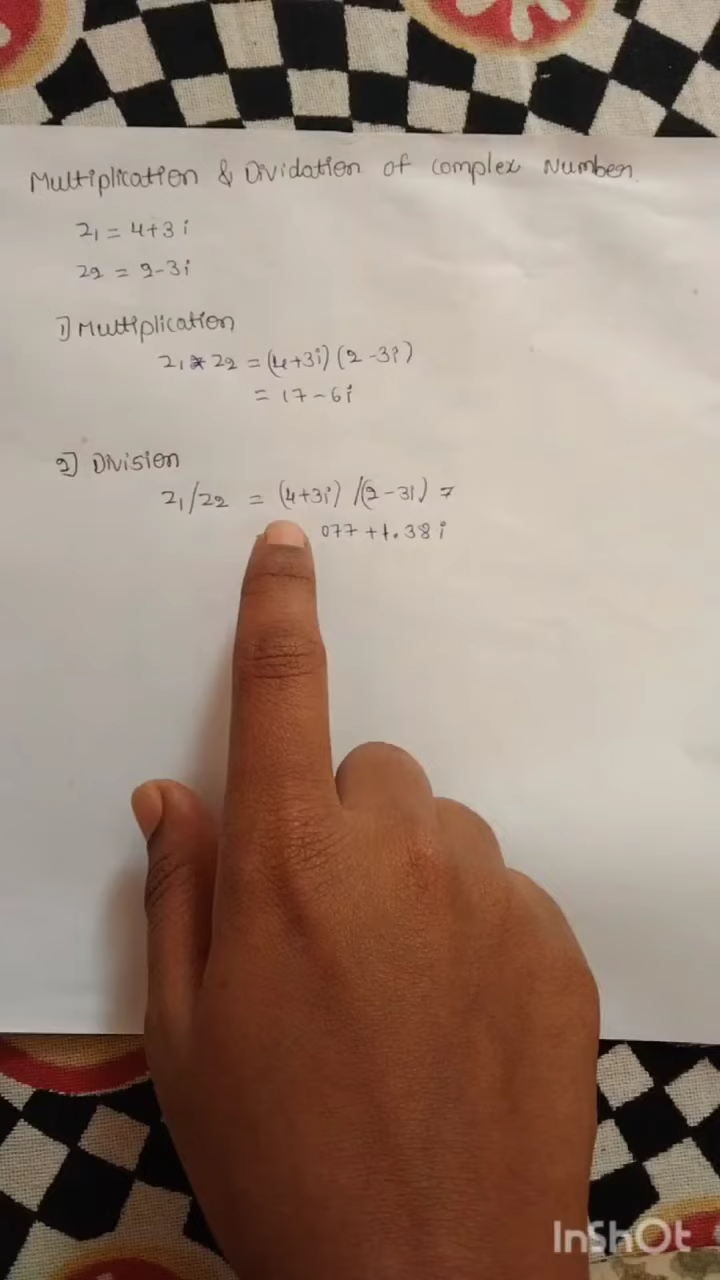 Multiplication & Dividation of complex Number
z1 = 4+3i
z2 = 2-3i
1) Multiplication
z1 * z2 = (4+3i) (2-3i)
= 17-6i
2) Division
z1/z2 = (4+3i) /(2-3i) =
077 + 1.38 i
InShOt